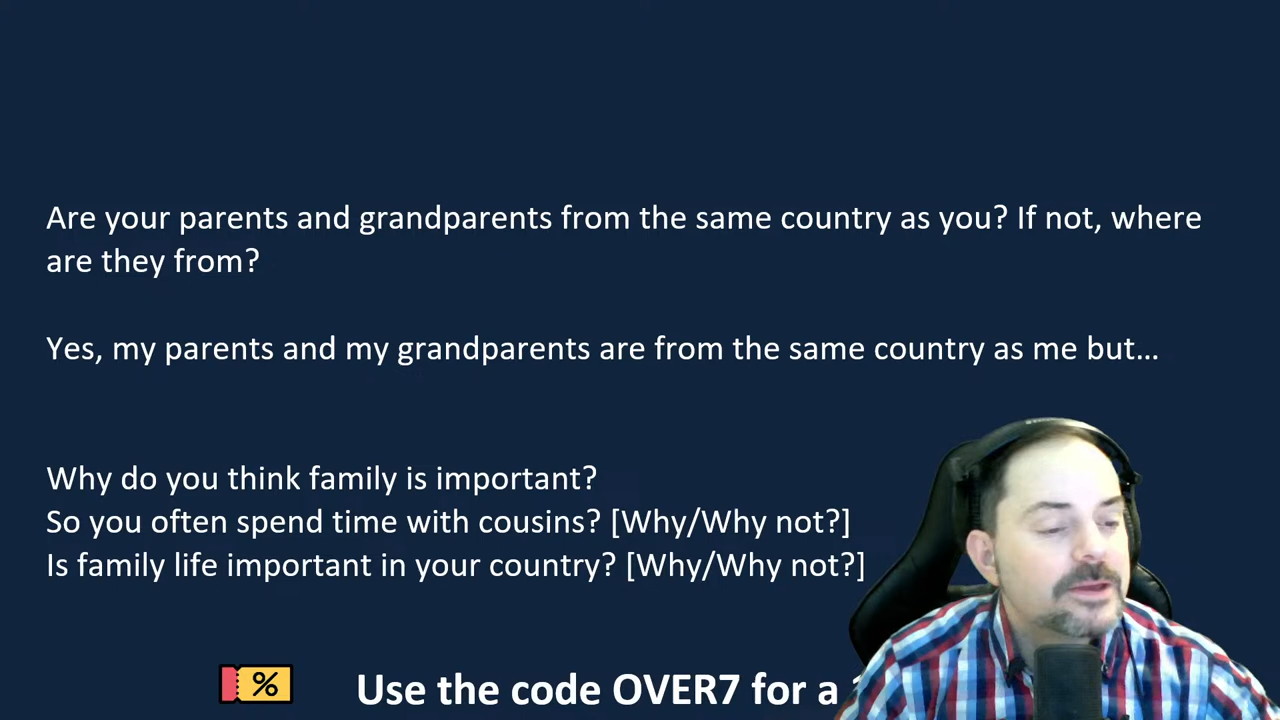 Are your parents and grandparents from the same country as you? If not, where
are they from?
Yes, my parents and my grandparents are from the same country as me but...
Why do you think family is important?
So you often spend time with cousins? [Why/Why not?]
Is family life important in your country? [Why/Why not?]
%
Use the code OVER7 for a